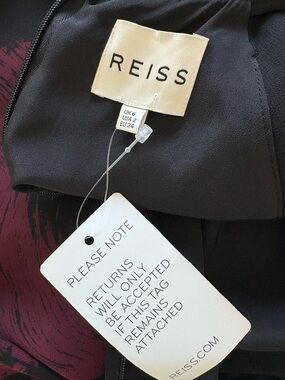 REISS
UK 6
USA 2
EU 34
PLEASE NOTE
RETURNS
WILL ONLY
BE ACCEPTED
IF THIS TAG
REMAINS
ATTACHED
REISS.COM